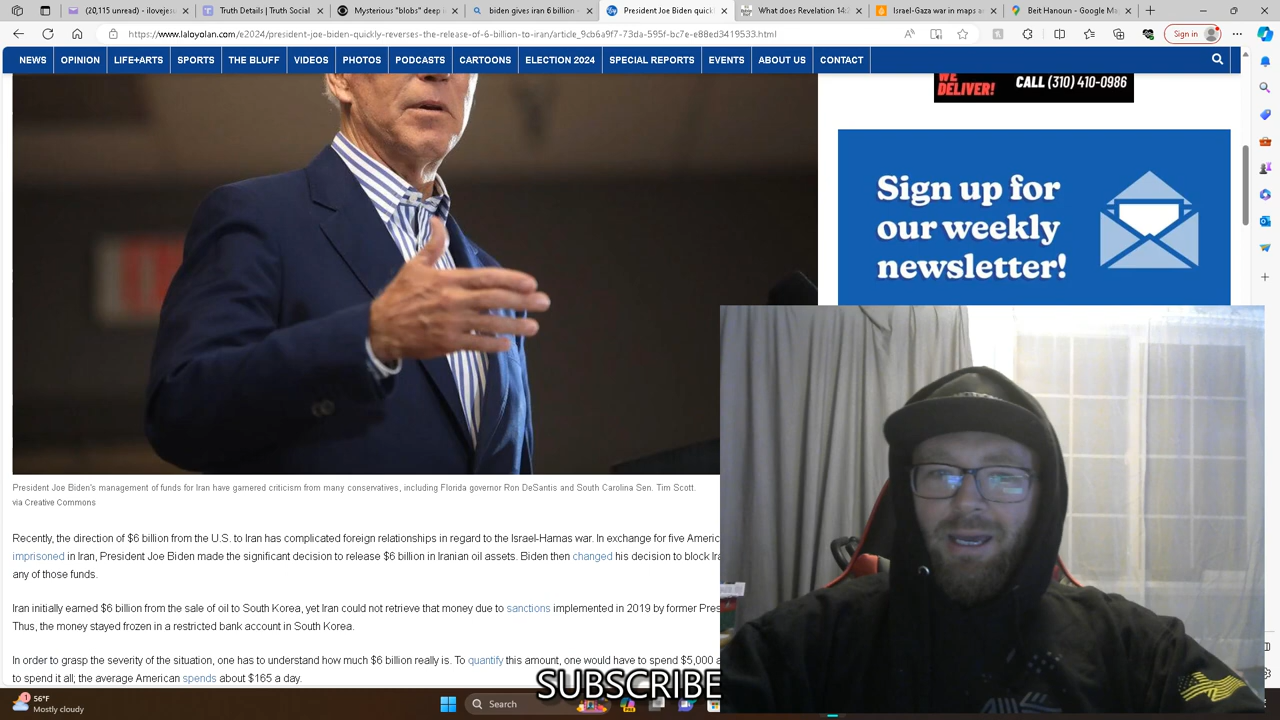 (20,115 unread) - ilovejesu
Truth Details | Truth Social
Mysterious "blobs" deep i
biden gives iran 6 billion -
President Joe Biden quick
What does Revelation 14:
Israel-Gaza war in maps a
Beit Hanoun - Google Ma
https://www.laloyolan.com/e2024/president-joe-biden-quickly-reverses-the-release-of-6-billion-to-iran/article_9cb6a9f7-73da-595f-bc7e-e88ed3419533.html
Sign in
NEWS OPINION LIFE+ARTS SPORTS THE BLUFF VIDEOS PHOTOS PODCASTS CARTOONS ELECTION 2024 SPECIAL REPORTS EVENTS ABOUT US CONTACT
WE
DELIVER!
CALL (310) 410-0986
Sign up for
our weekly
newsletter!
President Joe Biden's management of funds for Iran have garnered criticism from many conservatives, including Florida governor Ron DeSantis and South Carolina Sen. Tim Scott.
via Creative Commons
Recently, the direction of $6 billion from the U.S. to Iran has complicated foreign relationships in regard to the Israel-Hamas war. In exchange for five Americ
imprisoned in Iran, President Joe Biden made the significant decision to release $6 billion in Iranian oil assets. Biden then changed his decision to block Ira
any of those funds.
Iran initially earned $6 billion from the sale of oil to South Korea, yet Iran could not retrieve that money due to sanctions implemented in 2019 by former Pres
Thus, the money stayed frozen in a restricted bank account in South Korea.
In order to grasp the severity of the situation, one has to understand how much $6 billion really is. To quantify this amount, one would have to spend $5,000 a
spend it all; the average American spends about $165 a day.
SUBSCRIBE
1
56°F
Mostly cloudy
Search